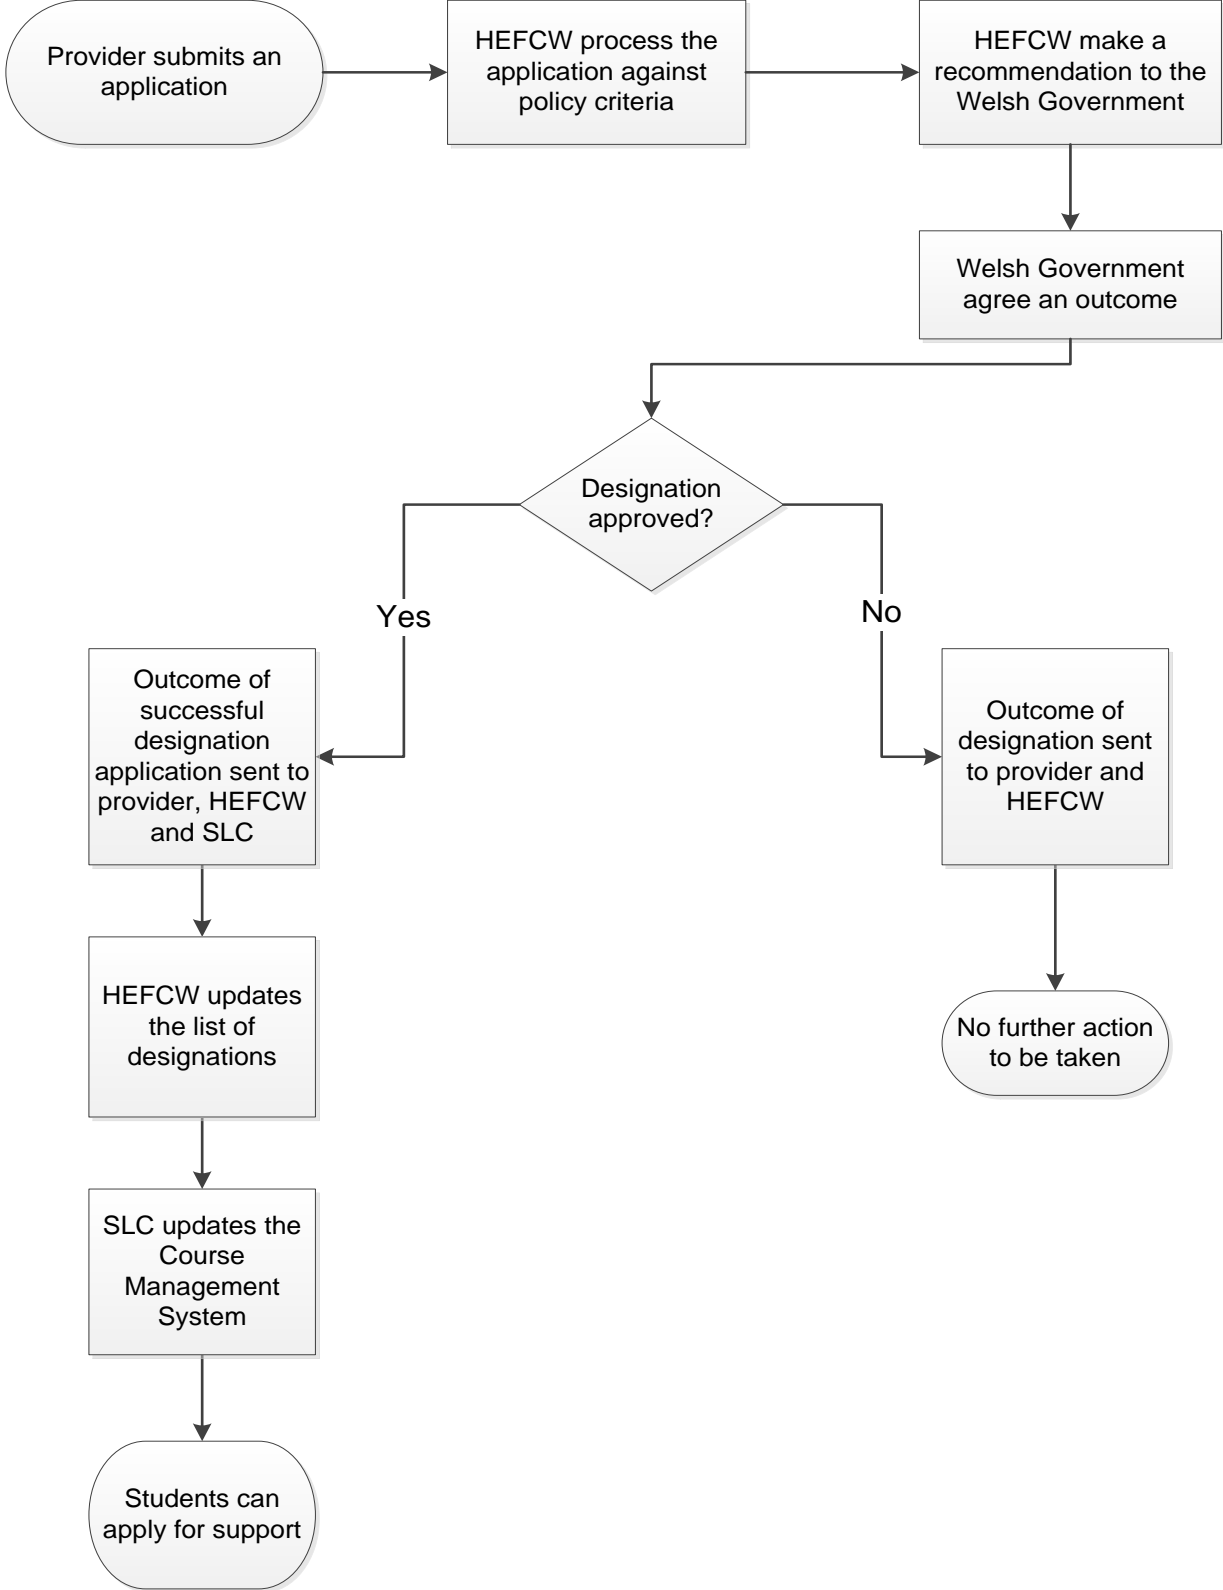 Provider submits an
application
HEFCW process the
application against
policy criteria
HEFCW make a
recommendation to the
Welsh Government
Welsh Government
agree an outcome
Designation
approved?
Yes
No
Outcome of
successful
designation
application sent to
provider, HEFCW
and SLC
Outcome of
designation sent
to provider and
HEFCW
HEFCW updates
the list of
designations
No further action
to be taken
SLC updates the
Course
Management
System
Students can
apply for support